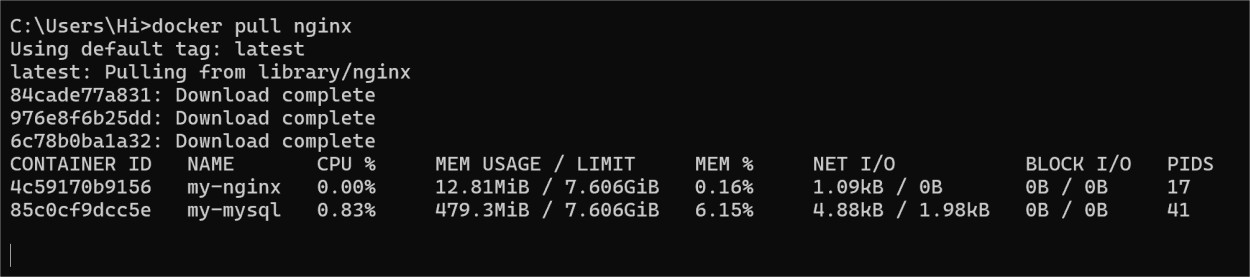 C:\Users\Hi>docker pull nginx
Using default tag: latest
latest: Pulling from library/nginx
84cade77a831: Download complete
976e8f6b25dd: Download complete
6c78b0ba1a32: Download complete
CONTAINER ID   NAME       CPU %     MEM USAGE / LIMIT     MEM %     NET I/O           BLOCK I/O   PIDS
4c59170b9156   my-nginx   0.00%     12.81MiB / 7.606GiB   0.16%     1.09kB / 0B       0B / 0B     17
85c0cf9dcc5e   my-mysql   0.83%     479.3MiB / 7.606GiB   6.15%     4.88kB / 1.98kB   0B / 0B     41